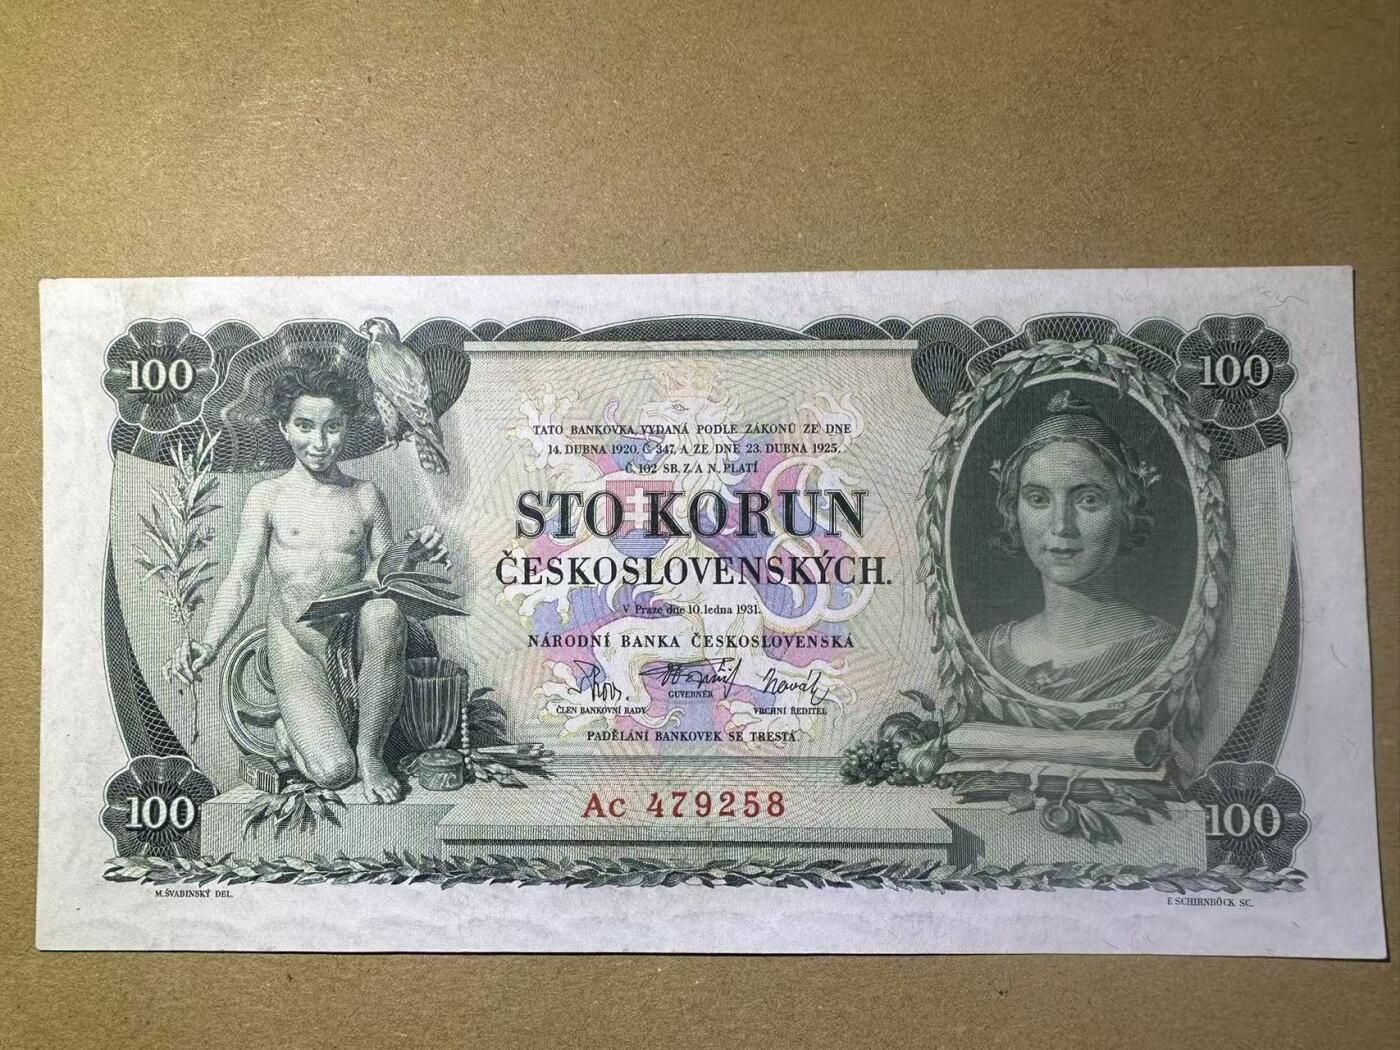 100
100
TATO BANKOVKA, VYDANÁ PODLE ZÁKONŮ ZE DNE
14. DUBNA 1920, Č. 347, A ZE DNE 23. DUBNA 1925,
Č. 102 SB. Z. A N. PLATÍ
STO KORUN
ČESKOSLOVENSKÝCH.
V Praze dne 10. ledna 1931.
NÁRODNÍ BANKA ČESKOSLOVENSKÁ
ČLEN BANKOVNÍ RADY
GUVERNÉR
VRCHNÍ ŘEDITEL
PADĚLÁNÍ BANKOVEK SE TRESTÁ
Ac 479258
100
100
M. ŠVABINSKÝ DEL.
F. SCHIRNBÖCK SC.